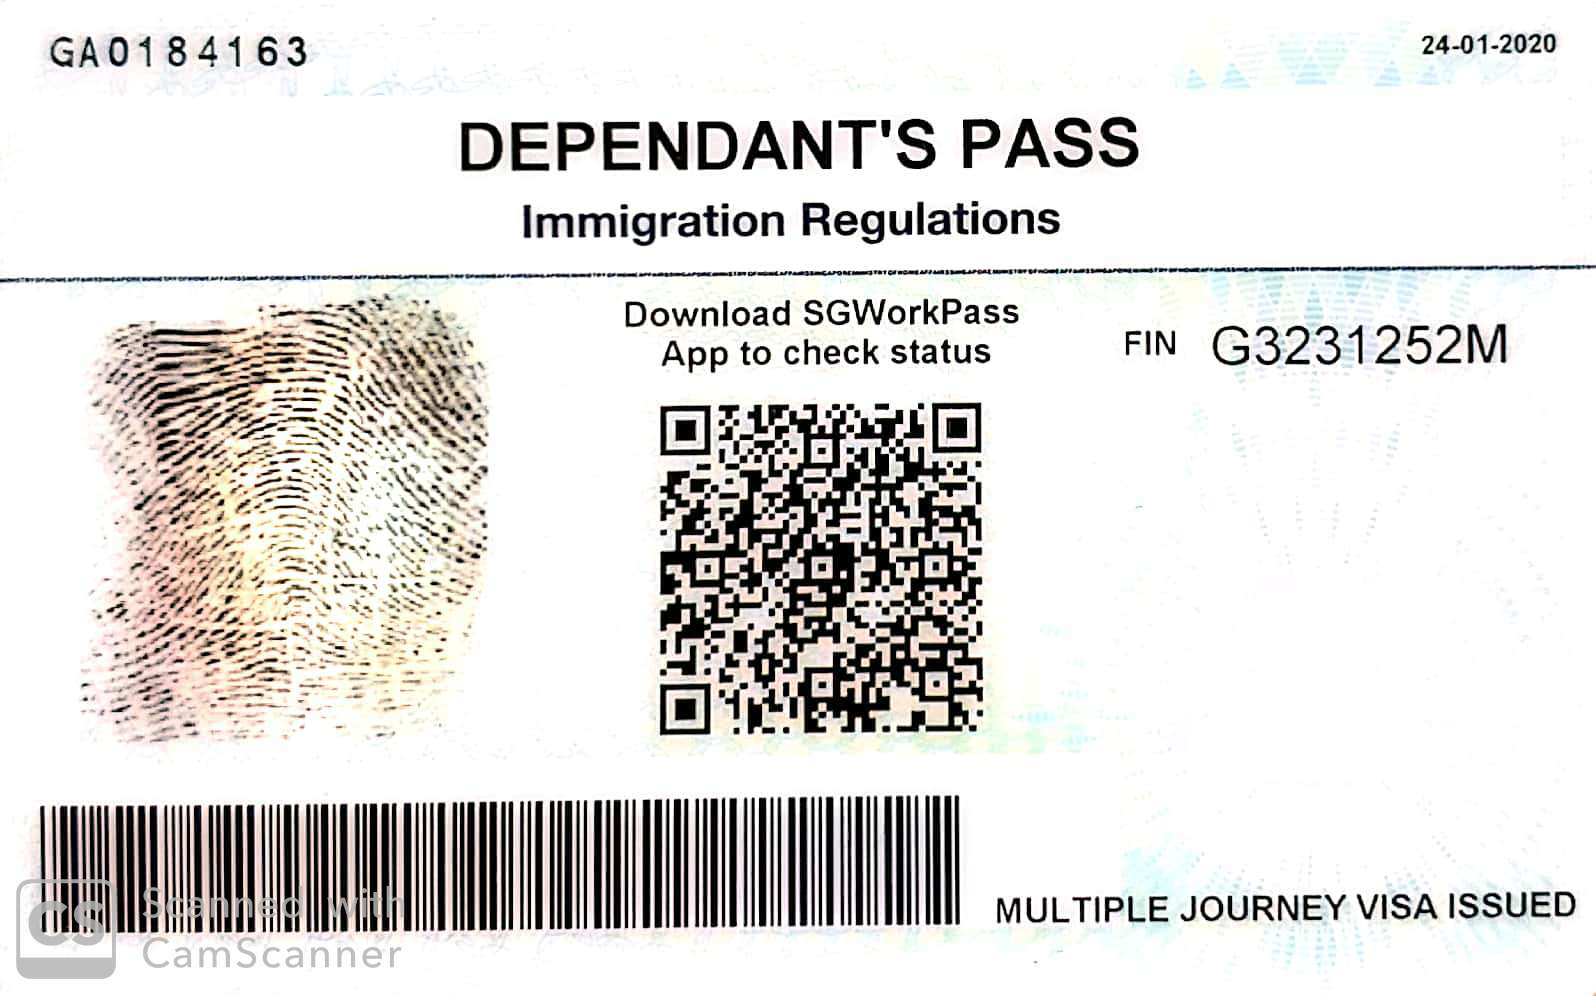 GA0184163
24-01-2020
DEPENDANT'S PASS
Immigration Regulations
Download SGWorkPass
App to check status
FIN G3231252M
MULTIPLE JOURNEY VISA ISSUED
CS
Scanned with
CamScanner